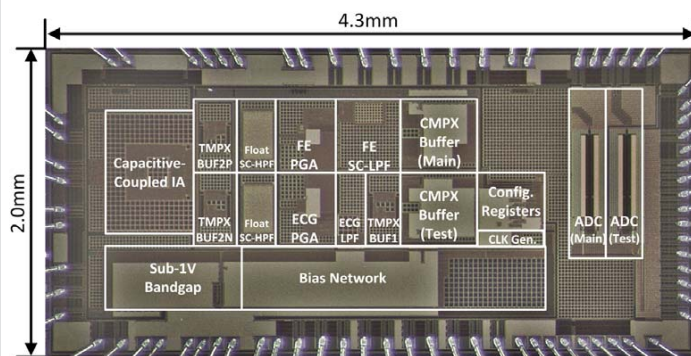 4.3mm
2.0mm
Capacitive-
Coupled IA
TMPX
BUF2P
Float
SC-HPF
FE
PGA
FE
SC-LPF
CMPX
Buffer
(Main)
TMPX
BUF2N
Float
SC-HPF
ECG
PGA
ECG
LPF
TMPX
BUF1
CMPX
Buffer
(Test)
Config.
Registers
CLK Gen.
ADC
(Main)
ADC
(Test)
Sub-1V
Bandgap
Bias Network